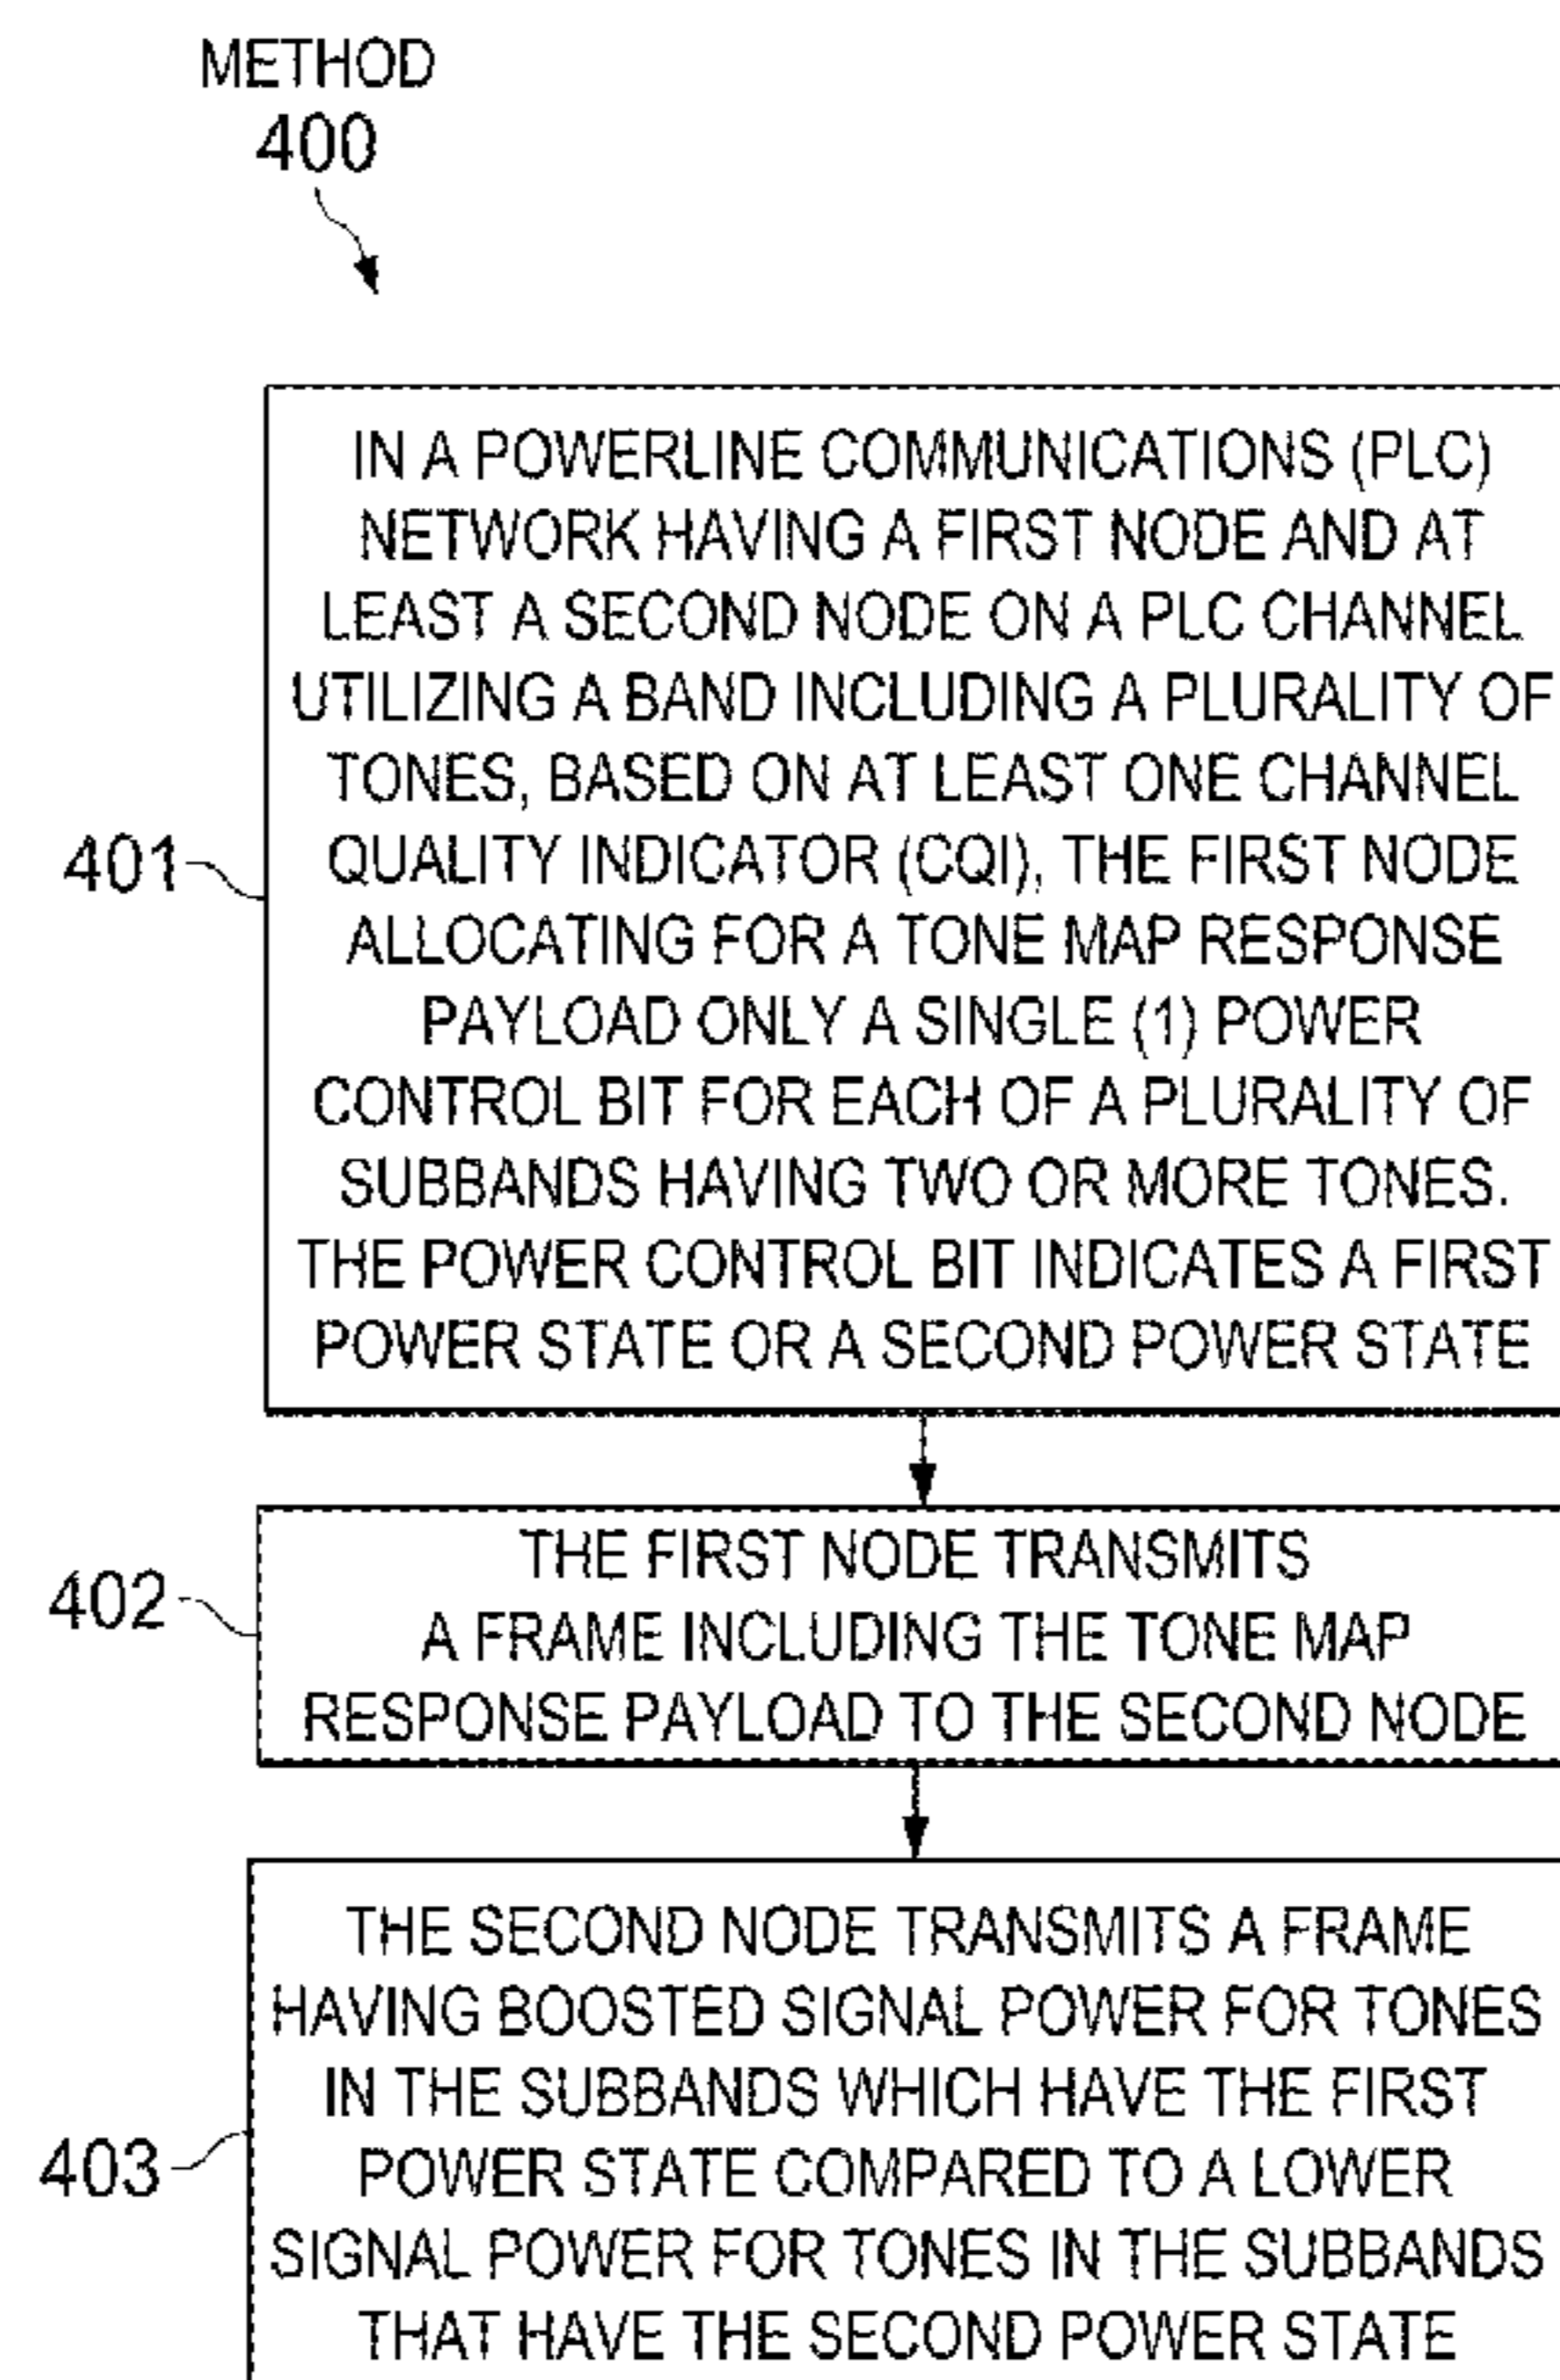 METHOD
400
401
IN A POWERLINE COMMUNICATIONS (PLC)
NETWORK HAVING A FIRST NODE AND AT
LEAST A SECOND NODE ON A PLC CHANNEL
UTILIZING A BAND INCLUDING A PLURALITY OF
TONES, BASED ON AT LEAST ONE CHANNEL
QUALITY INDICATOR (CQI), THE FIRST NODE
ALLOCATING FOR A TONE MAP RESPONSE
PAYLOAD ONLY A SINGLE (1) POWER
CONTROL BIT FOR EACH OF A PLURALITY OF
SUBBANDS HAVING TWO OR MORE TONES.
THE POWER CONTROL BIT INDICATES A FIRST
POWER STATE OR A SECOND POWER STATE
402
THE FIRST NODE TRANSMITS
A FRAME INCLUDING THE TONE MAP
RESPONSE PAYLOAD TO THE SECOND NODE
403
THE SECOND NODE TRANSMITS A FRAME
HAVING BOOSTED SIGNAL POWER FOR TONES
IN THE SUBBANDS WHICH HAVE THE FIRST
POWER STATE COMPARED TO A LOWER
SIGNAL POWER FOR TONES IN THE SUBBANDS
THAT HAVE THE SECOND POWER STATE